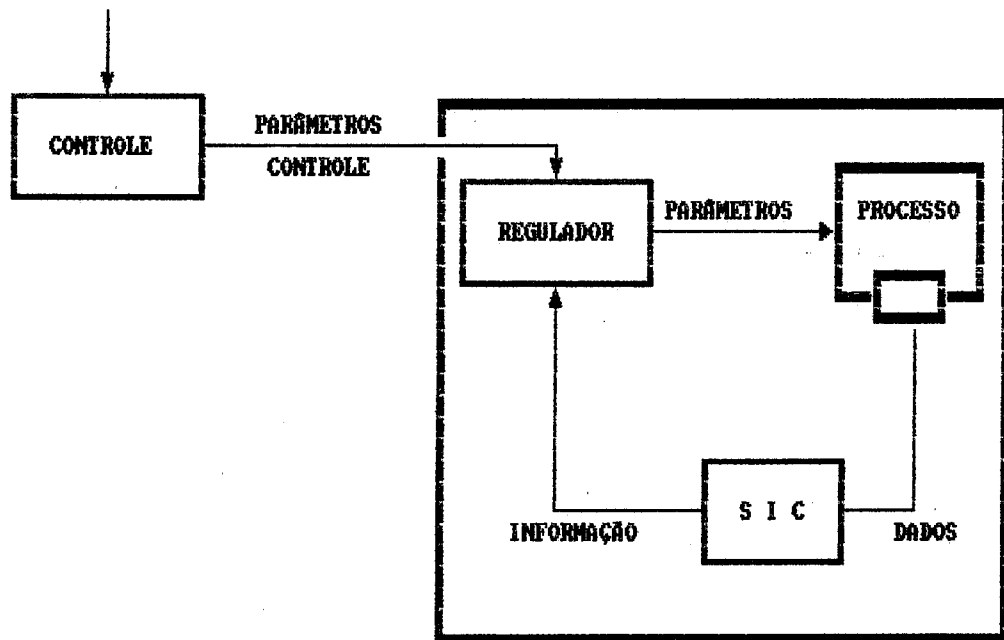 CONTROLE
PARÂMETROS
CONTROLE
REGULADOR
PARÂMETROS
PROCESSO
INFORMAÇÃO
S I C
DADOS